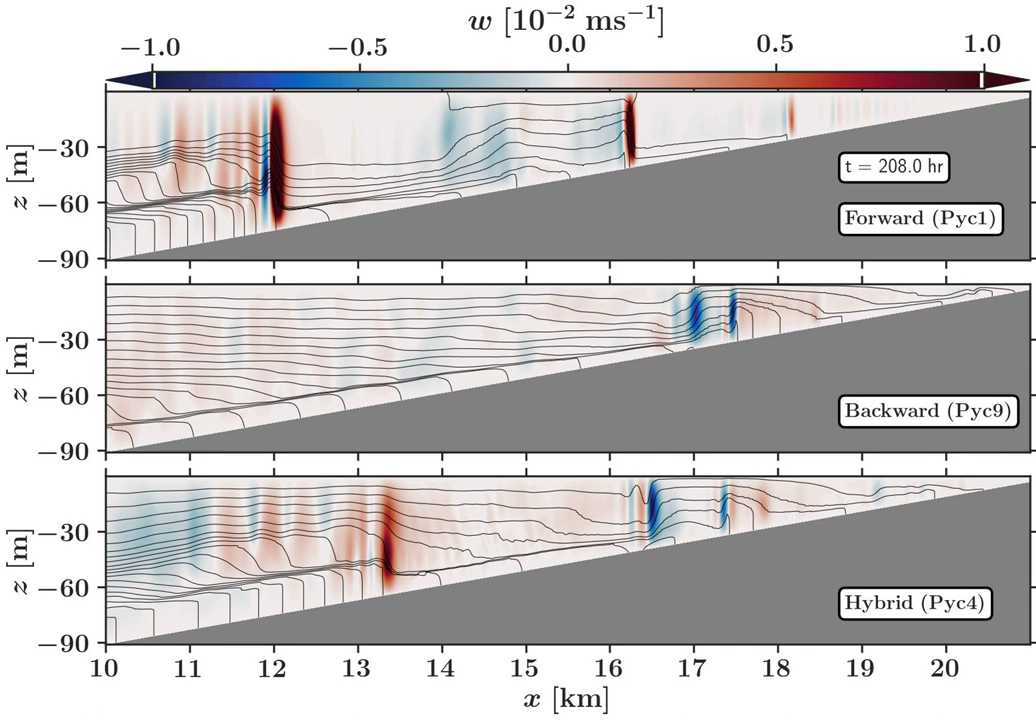 w [10⁻² ms⁻¹]
−1.0 −0.5 0.0 0.5 1.0
z [m]
−30
−60
−90
t = 208.0 hr
Forward (Pyc1)
z [m]
−30
−60
−90
Backward (Pyc9)
z [m]
−30
−60
−90
Hybrid (Pyc4)
10 11 12 13 14 15 16 17 18 19 20
x [km]